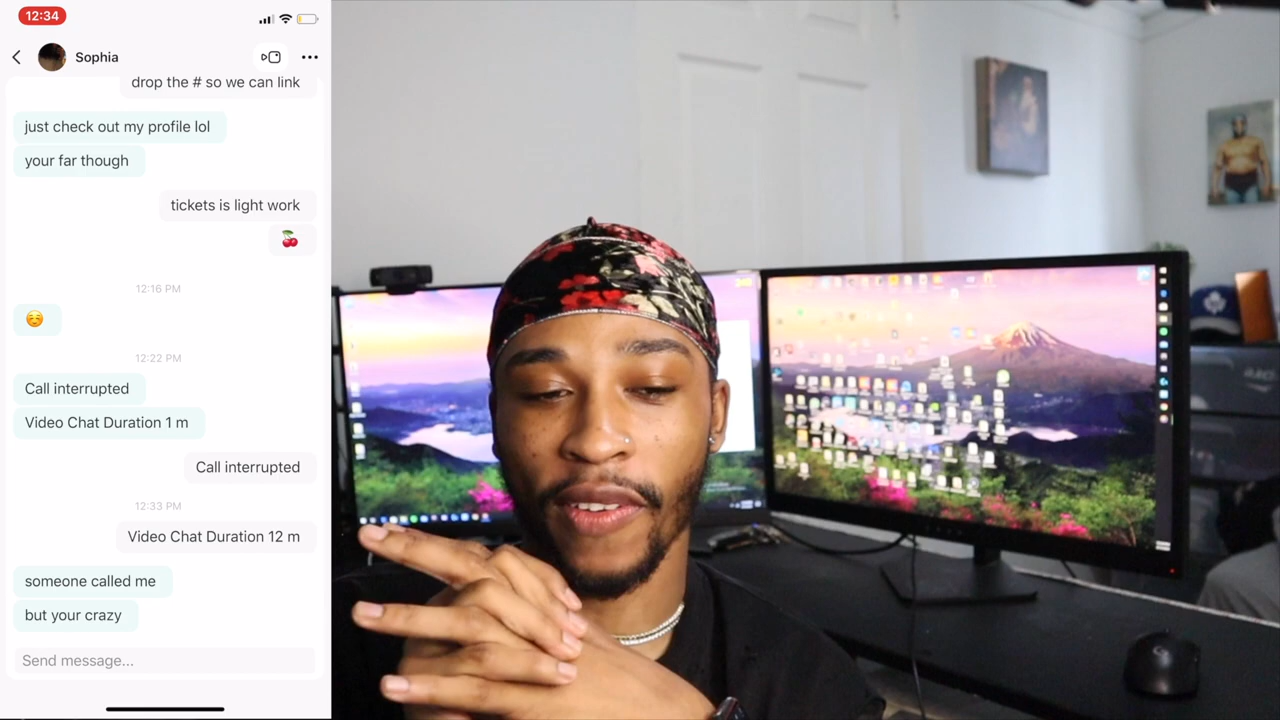 12:34
Sophia
drop the # so we can link
just check out my profile lol
your far though
tickets is light work
🍒
12:16 PM
☺️
12:22 PM
Call interrupted
Video Chat Duration 1 m
Call interrupted
12:33 PM
Video Chat Duration 12 m
someone called me
but your crazy
Send message...